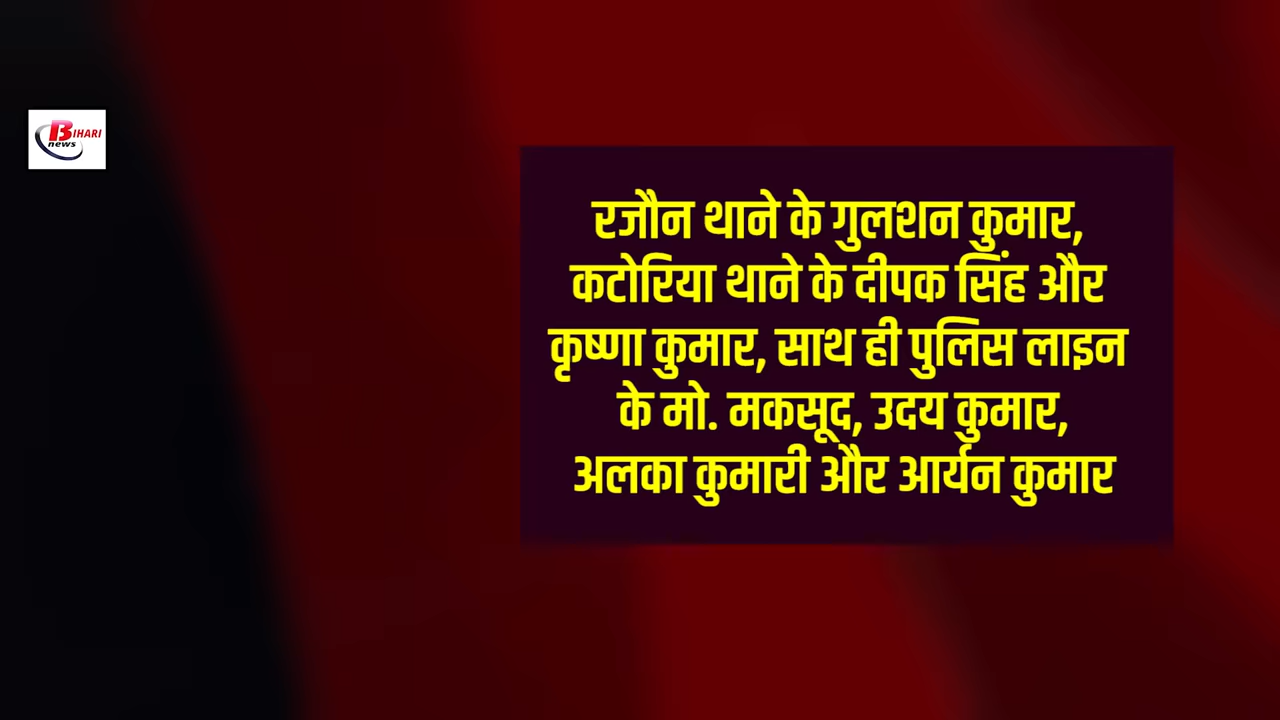 BIHARI
news
रजौन थाने के गुलशन कुमार,
कटोरिया थाने के दीपक सिंह और
कृष्णा कुमार, साथ ही पुलिस लाइन
के मो. मकसूद, उदय कुमार,
अलका कुमारी और आर्यन कुमार